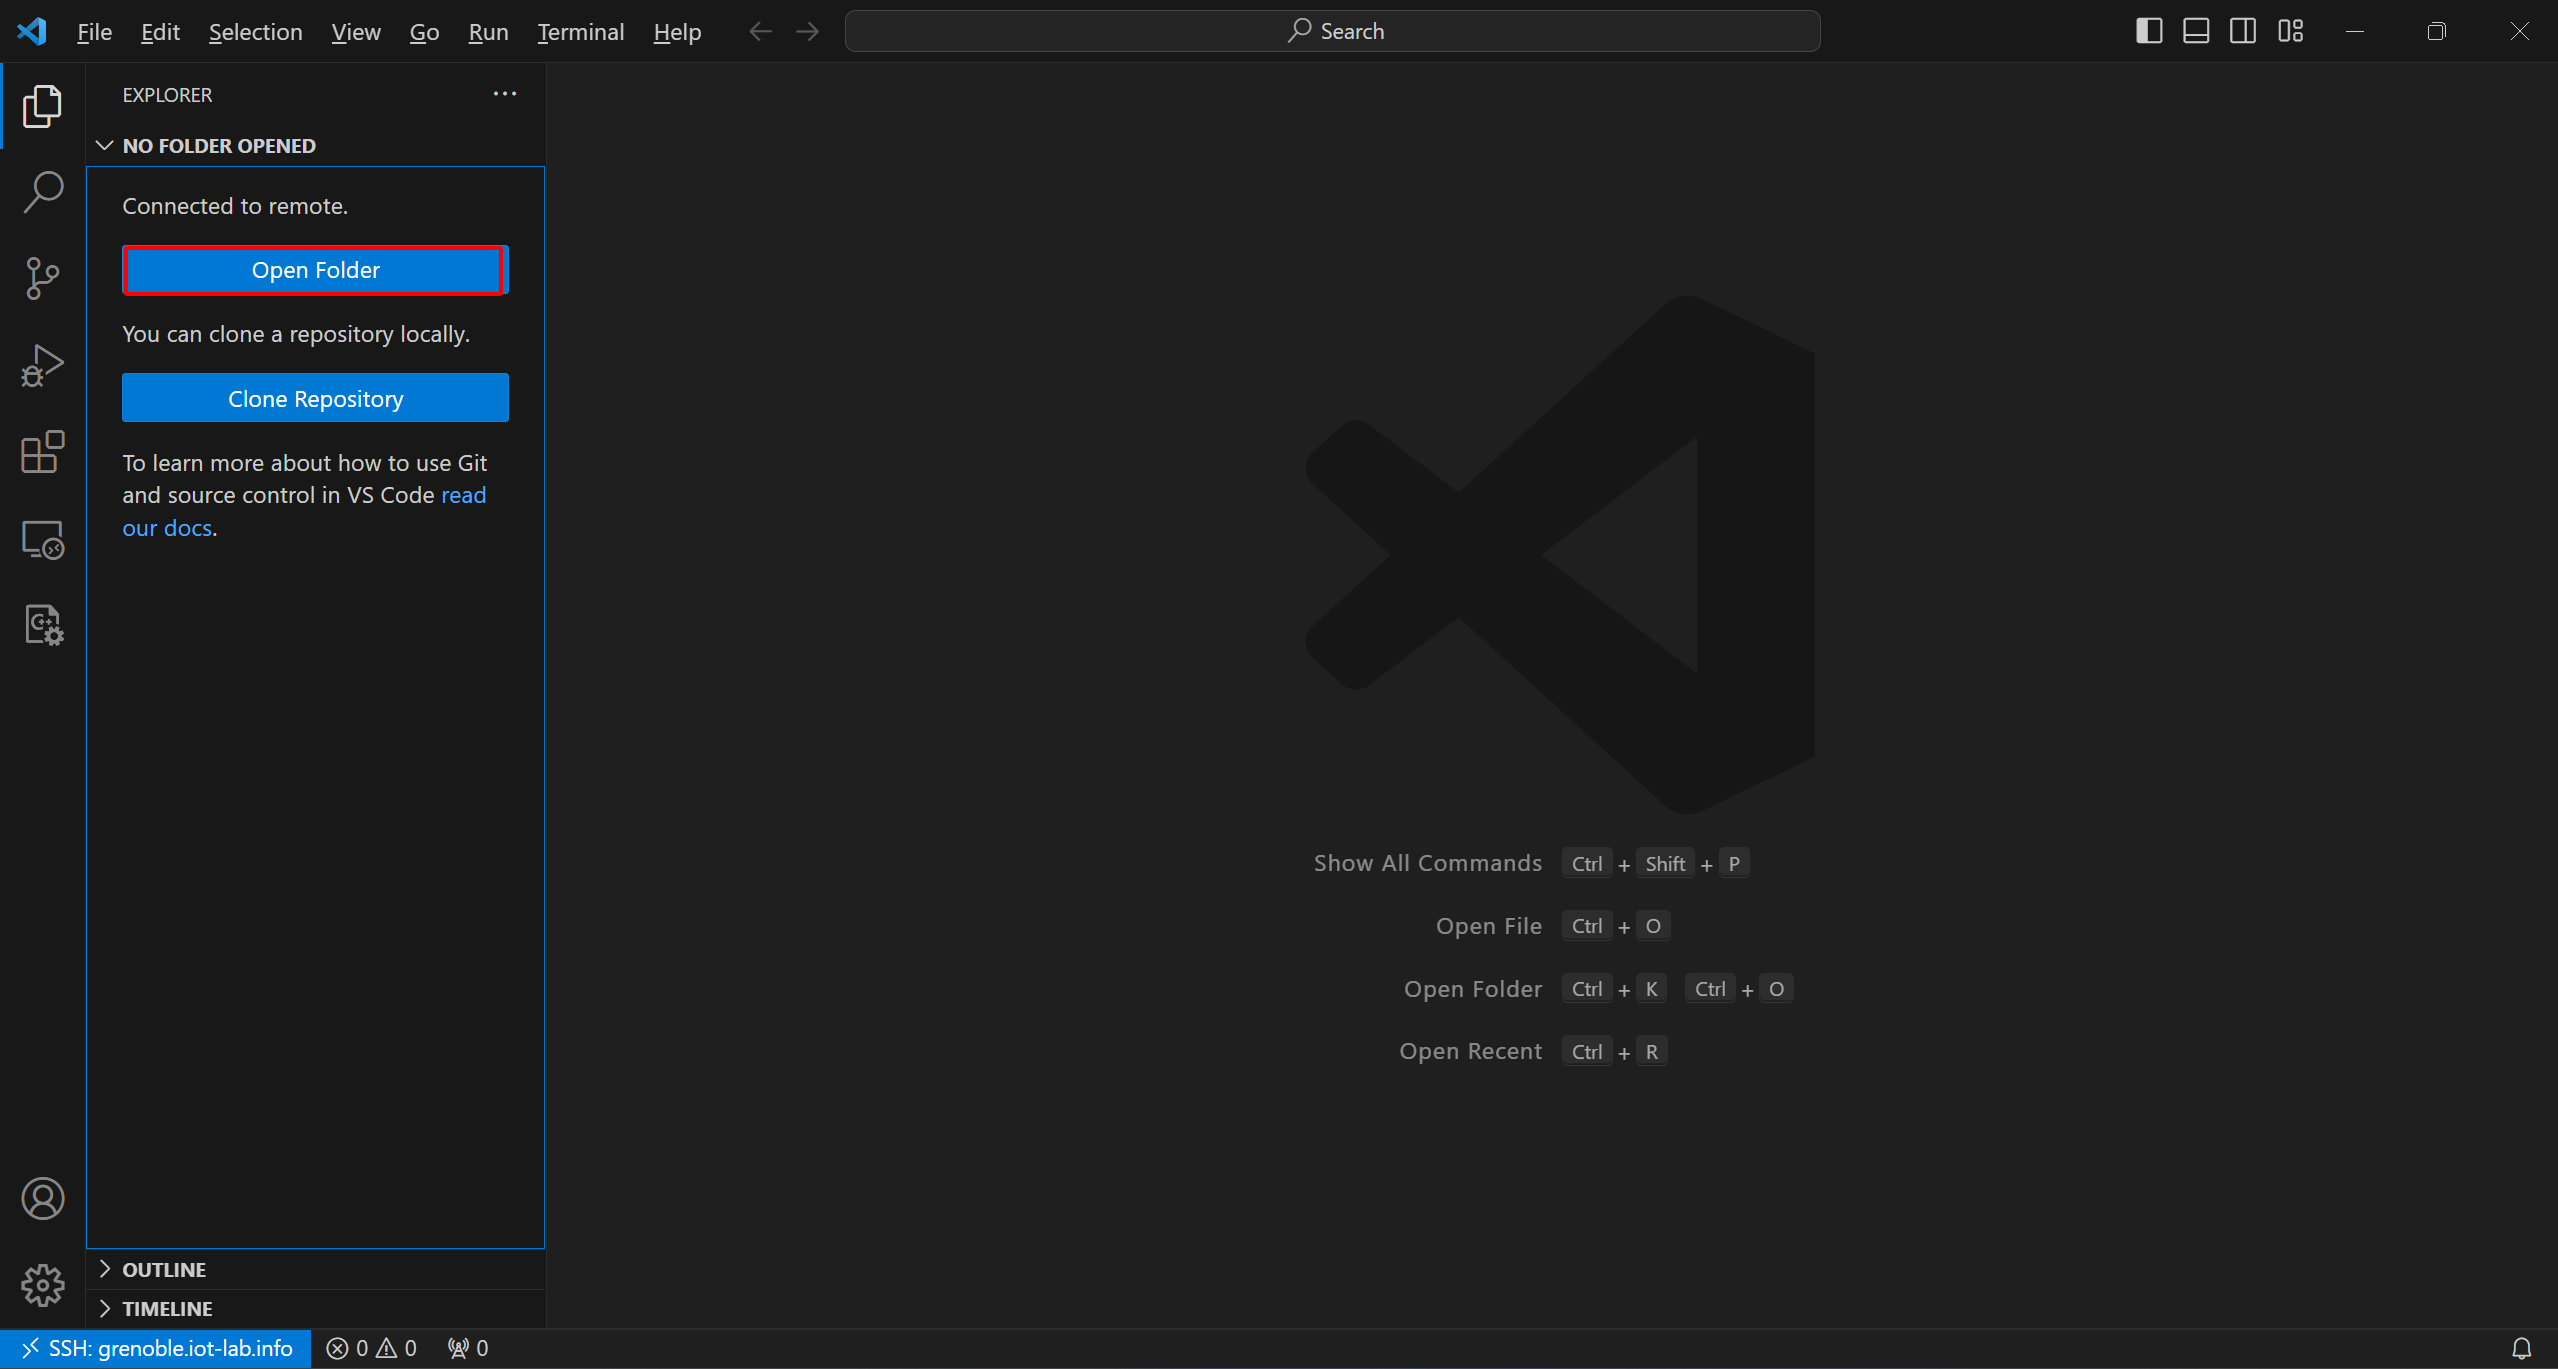 File Edit Selection View Go Run Terminal Help
Search
EXPLORER
NO FOLDER OPENED
Connected to remote.
Open Folder
You can clone a repository locally.
Clone Repository
To learn more about how to use Git
and source control in VS Code read
our docs.
Show All Commands Ctrl + Shift + P
Open File Ctrl + O
Open Folder Ctrl + K Ctrl + O
Open Recent Ctrl + R
OUTLINE
TIMELINE
SSH: grenoble.iot-lab.info 0 0 0